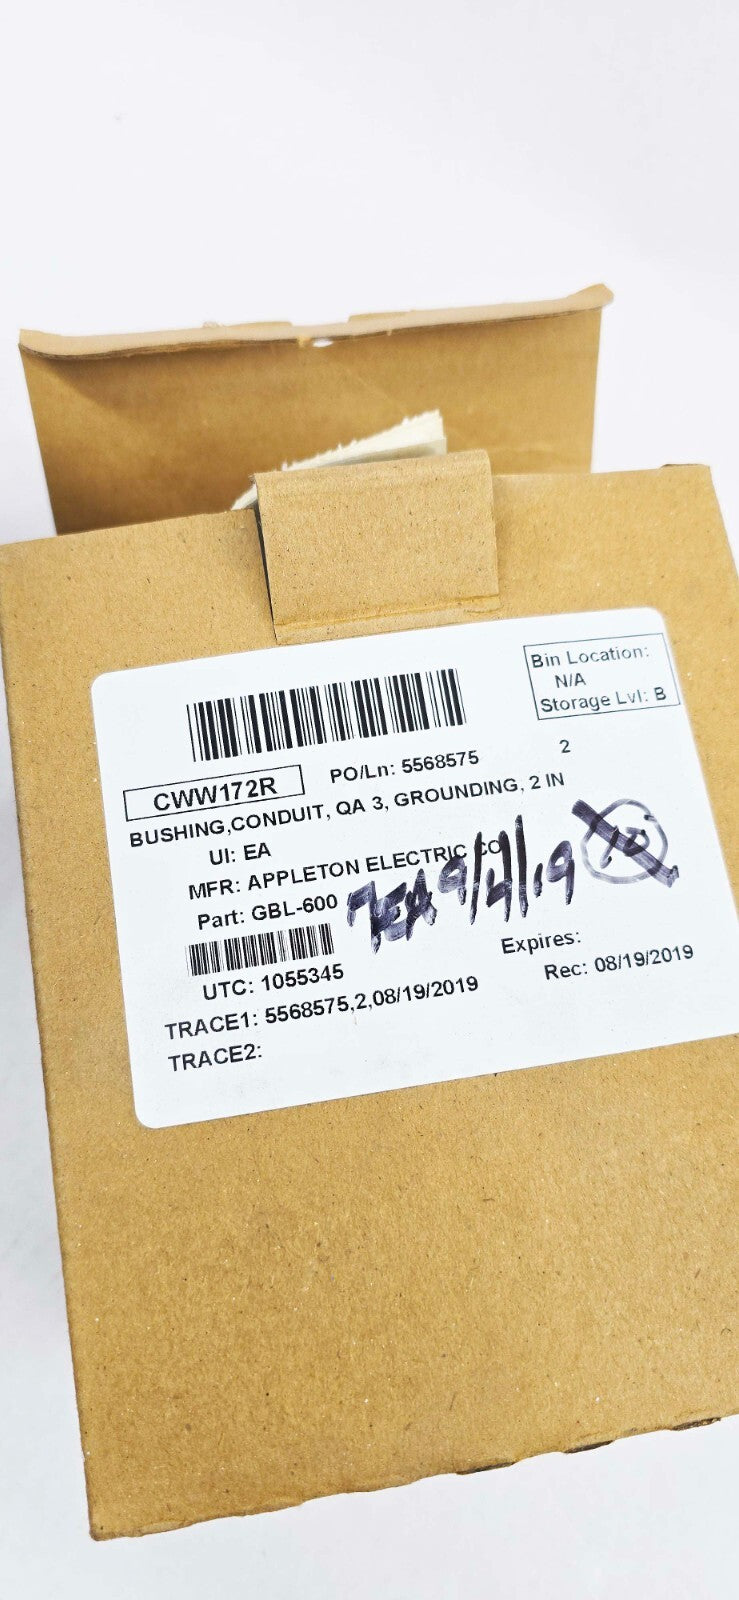 Bin Location:
N/A
Storage Lvl: B
CWW172R
PO/Ln: 5568575 2
BUSHING,CONDUIT, QA 3, GROUNDING, 2 IN
UI: EA
MFR: APPLETON ELECTRIC CO
Part: GBL-600
9/4/19
UTC: 1055345
Expires:
TRACE1: 5568575,2,08/19/2019
Rec: 08/19/2019
TRACE2: